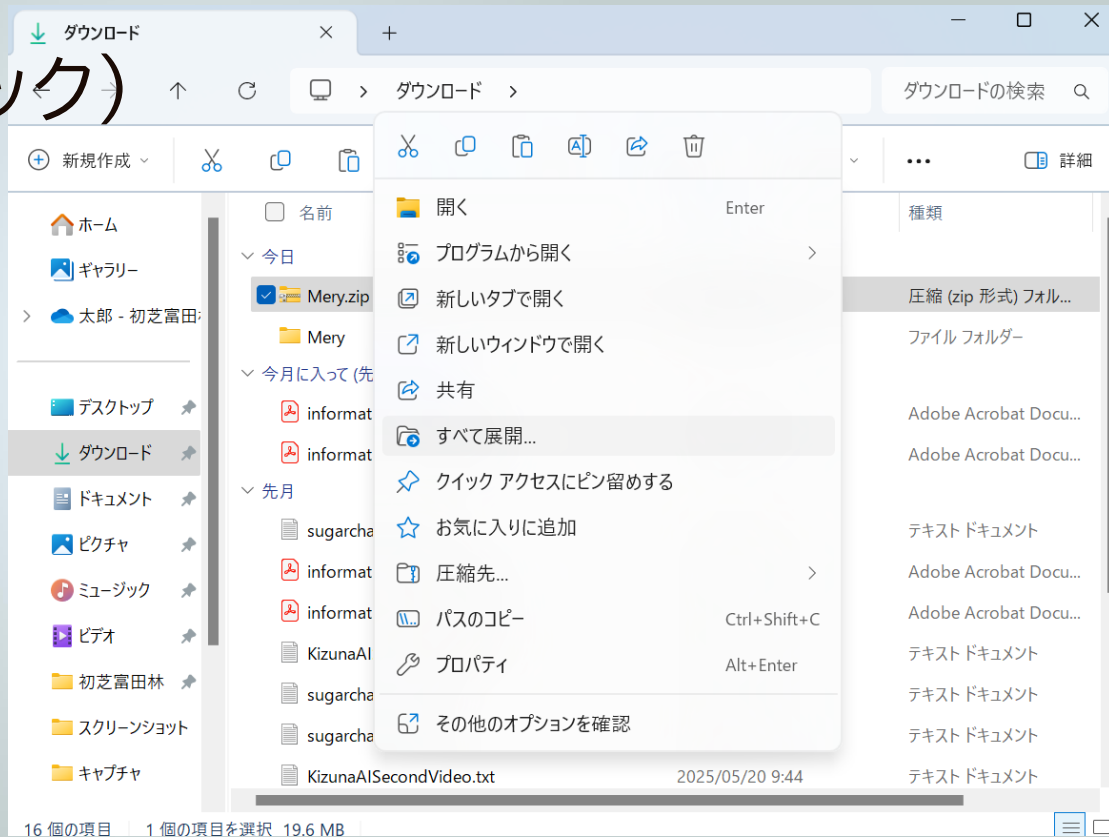 ダウンロード
ック)
ダウンロード
ダウンロードの検索
新規作成
詳細
ホーム
ギャラリー
太郎 - 初芝富田
デスクトップ
ダウンロード
ドキュメント
ピクチャ
ミュージック
ビデオ
初芝富田林
スクリーンショット
キャプチャ
名前
種類
今日
Mery.zip
圧縮 (zip 形式) フォル...
Mery
ファイル フォルダー
今月に入って (先
informat
Adobe Acrobat Docu...
informat
Adobe Acrobat Docu...
先月
sugarcha
テキスト ドキュメント
informat
Adobe Acrobat Docu...
informat
Adobe Acrobat Docu...
KizunaAI
テキスト ドキュメント
sugarcha
テキスト ドキュメント
sugarcha
テキスト ドキュメント
KizunaAISecondVideo.txt
2025/05/20 9:44
テキスト ドキュメント
開く
Enter
プログラムから開く
新しいタブで開く
新しいウィンドウで開く
共有
すべて展開...
クイック アクセスにピン留めする
お気に入りに追加
圧縮先...
パスのコピー
Ctrl+Shift+C
プロパティ
Alt+Enter
その他のオプションを確認
16 個の項目
1 個の項目を選択 19.6 MB